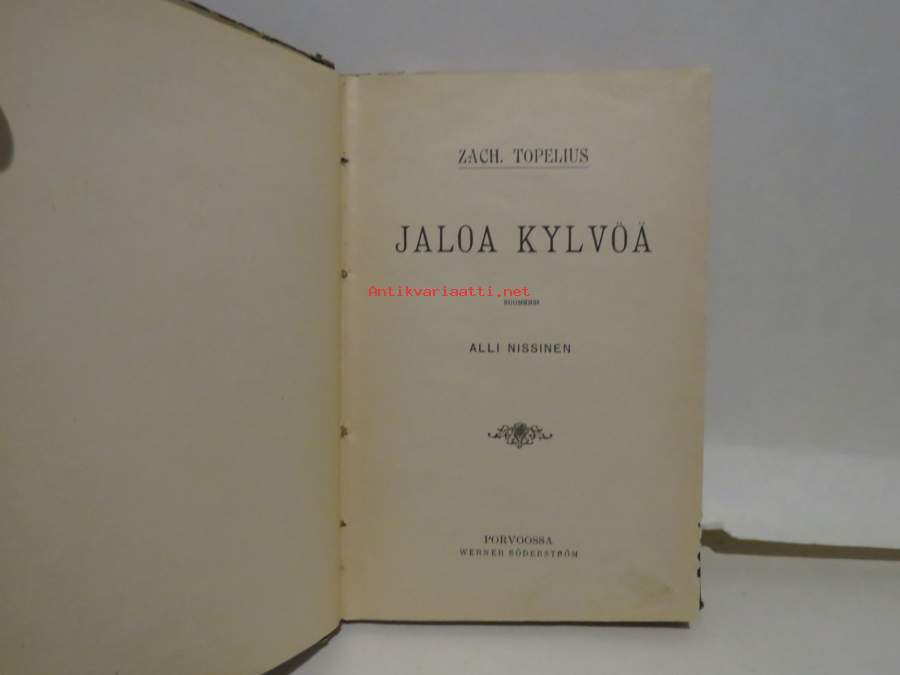 ZACH. TOPELIUS
JALOA KYLVÖÄ
Antikvariaatti.net
SUOMENSI
ALLI NISSINEN
PORVOOSSA
WERNER SÖDERSTRÖM